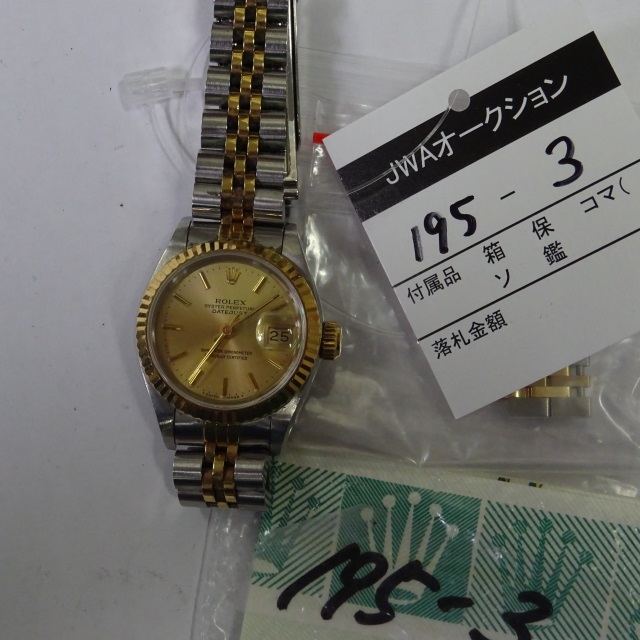 JWAオークション
195-3
付属品 箱 保 コマ(
ソ 鑑
落札金額
ROLEX
OYSTER PERPETUAL
DATEJUST
25
195-3